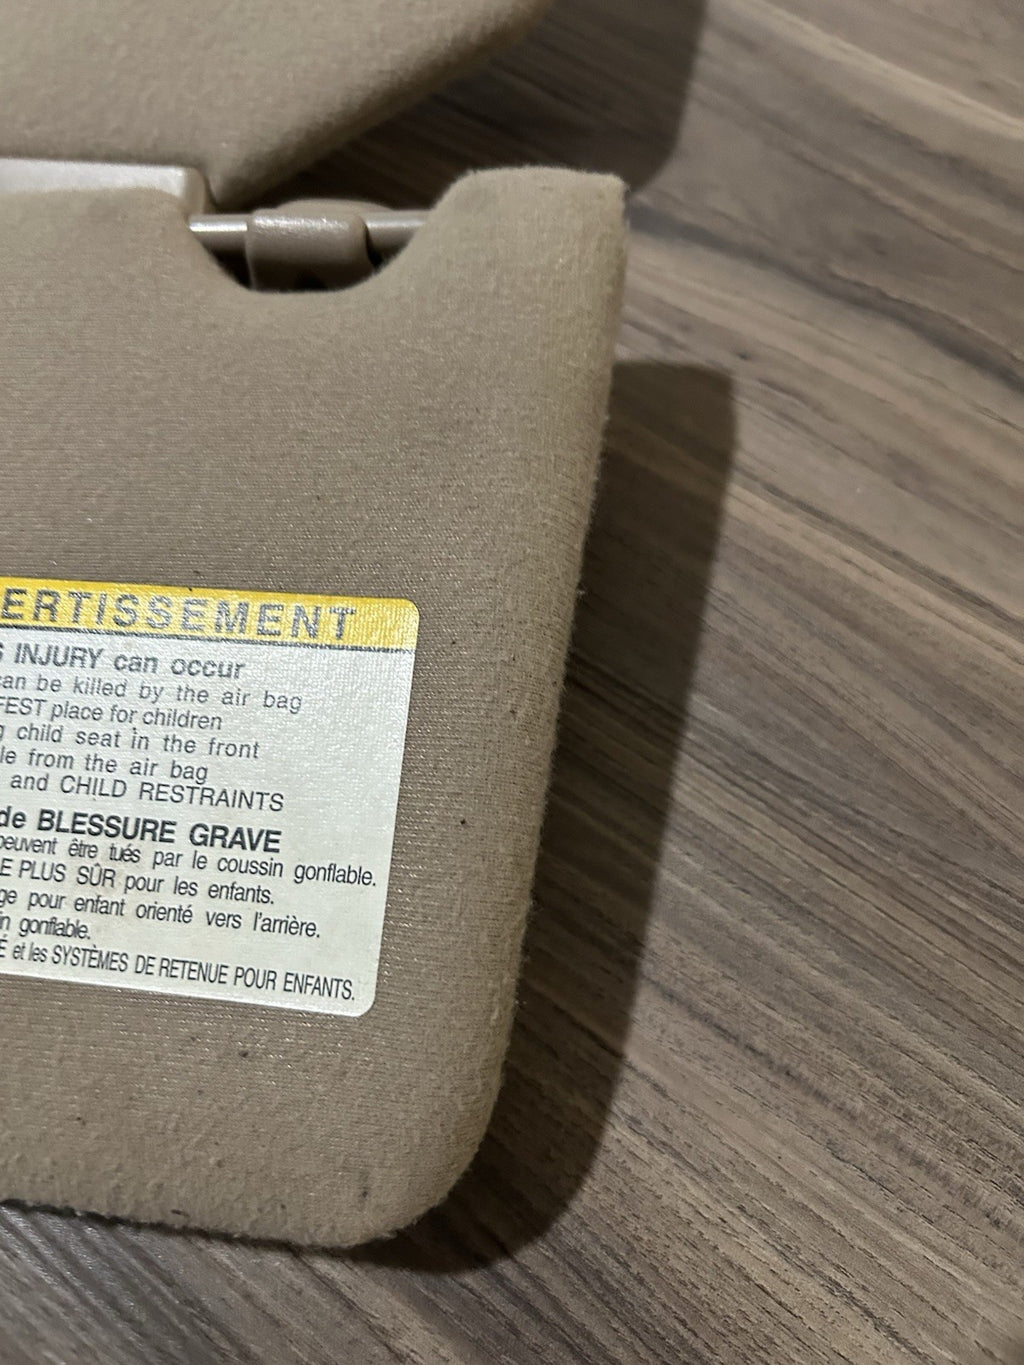 ERTISSEMENT
INJURY can occur
can be killed by the air bag
FEST place for children
child seat in the front
le from the air bag
and CHILD RESTRAINTS
de BLESSURE GRAVE
peuvent être tués par le coussin gonflable.
E PLUS SÛR pour les enfants.
ge pour enfant orienté vers l'arrière.
in gonflable.
É et les SYSTÈMES DE RETENUE POUR ENFANTS.